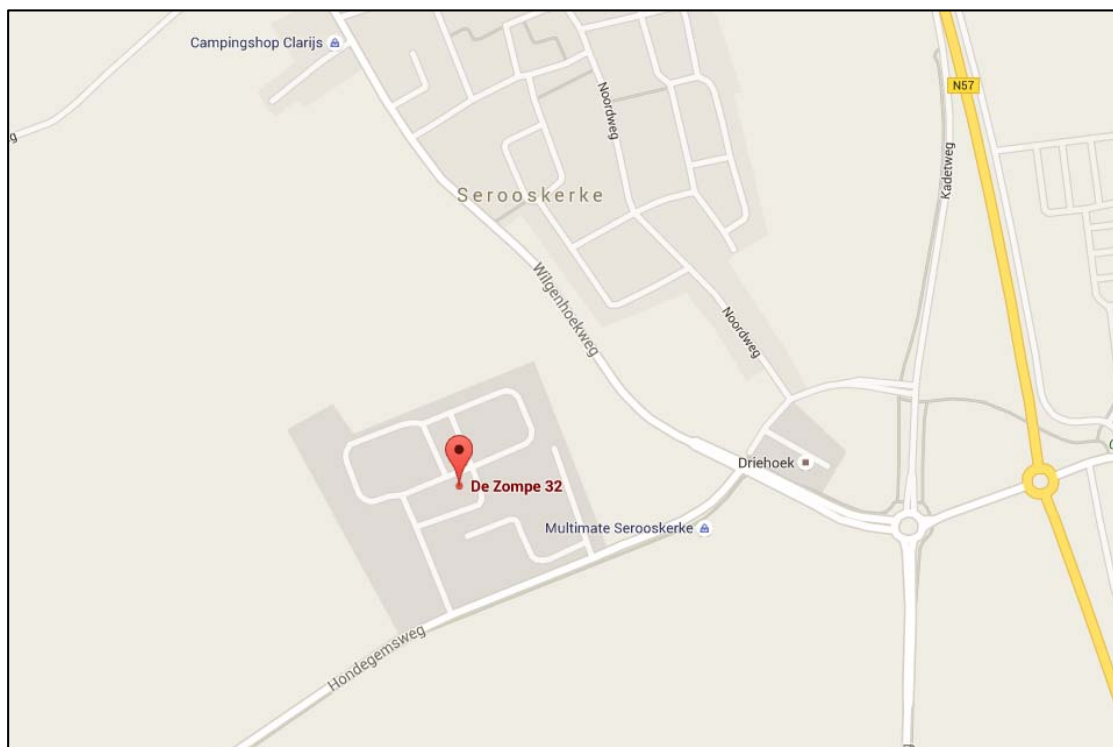 Campingshop Clarijs
N57
Noordweg
Kadetweg
Serooskerke
Wilgenhoekweg
Noordweg
Driehoek
De Zompe 32
Multimate Serooskerke
Hondegemsweg